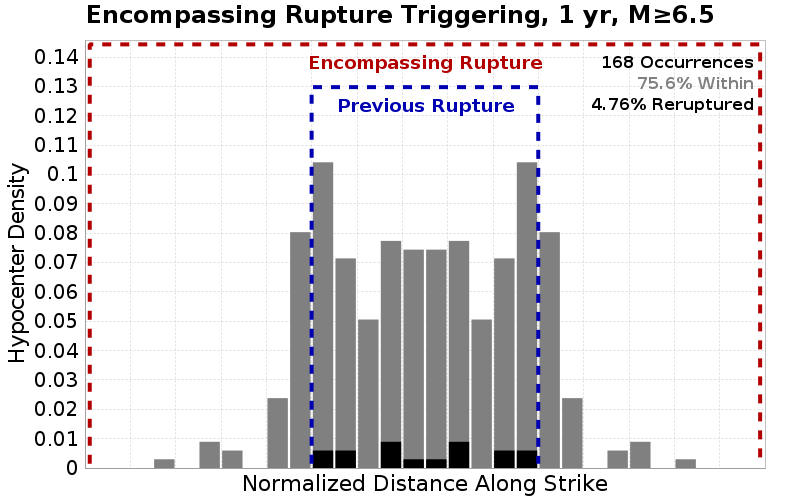 Encompassing Rupture Triggering, 1 yr, M≥6.5
Encompassing Rupture
Previous Rupture
168 Occurrences
75.6% Within
4.76% Reruptured
Hypocenter Density
0.14
0.13
0.12
0.11
0.1
0.09
0.08
0.07
0.06
0.05
0.04
0.03
0.02
0.01
0
Normalized Distance Along Strike